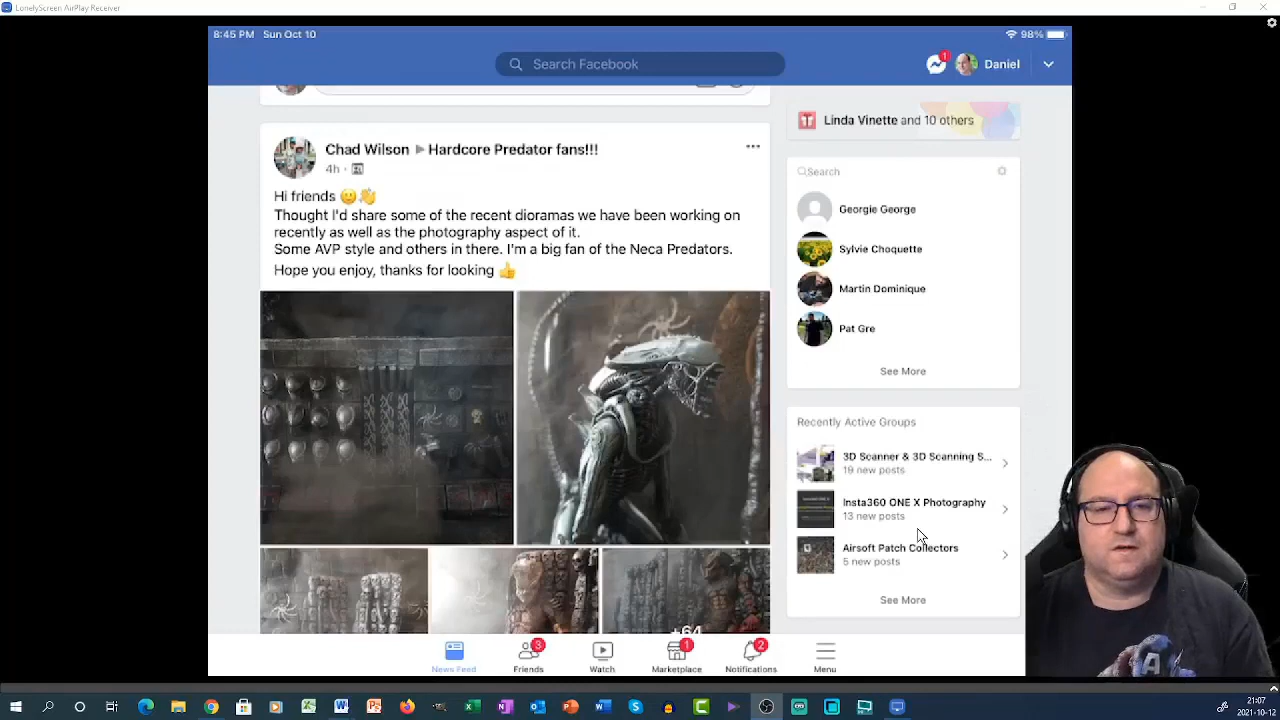 LonelyScreen AirPlay Receiver
8:45 PM Sun Oct 10
98%
Search Facebook
1
Daniel
Linda Vinette and 10 others
Chad Wilson ▶ Hardcore Predator fans!!!
4h ·
Hi friends 🙂👋
Thought I'd share some of the recent dioramas we have been working on
recently as well as the photography aspect of it.
Some AVP style and others in there. I'm a big fan of the Neca Predators.
Hope you enjoy, thanks for looking 👍
+64
Search
Georgie George
Sylvie Choquette
Martin Dominique
Pat Gre
See More
Recently Active Groups
3D Scanner & 3D Scanning S...
19 new posts
Insta360 ONE X Photography
13 new posts
Airsoft Patch Collectors
5 new posts
See More
3
1
2
News Feed
Friends
Watch
Marketplace
Notifications
Menu
21:07
2021-10-12